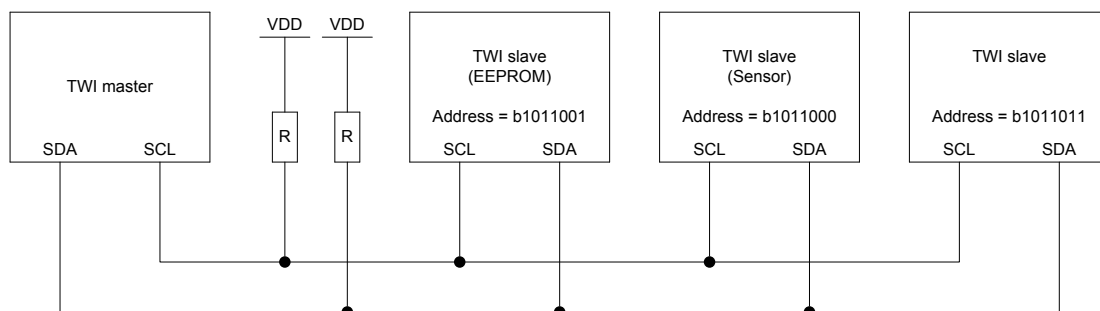 TWI master
SDA
SCL
VDD
VDD
R
R
TWI slave
(EEPROM)
Address = b1011001
SCL
SDA
TWI slave
(Sensor)
Address = b1011000
SCL
SDA
TWI slave
Address = b1011011
SCL
SDA